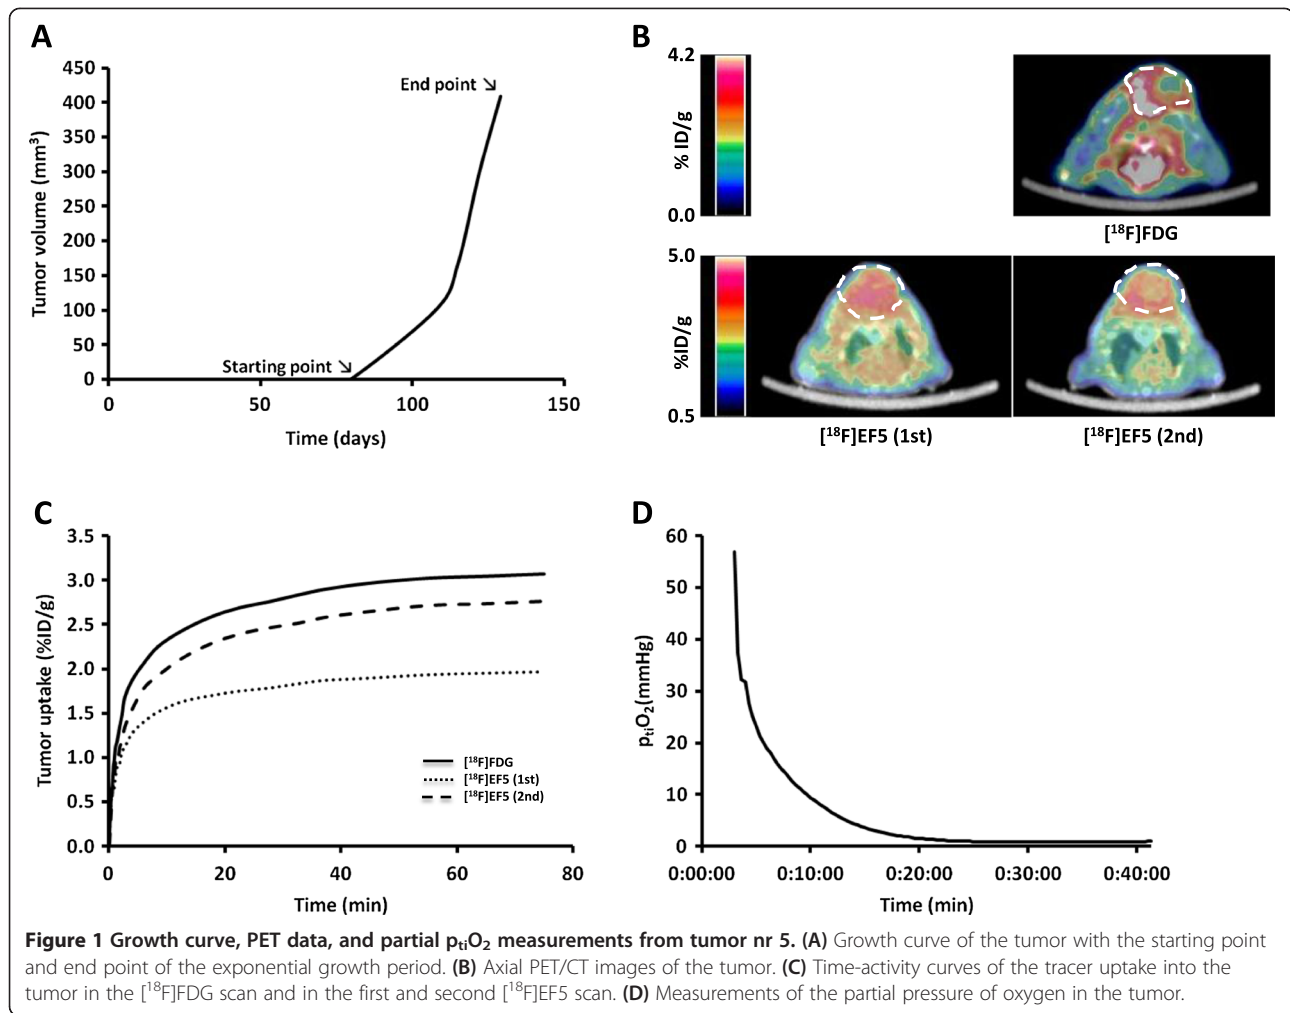 A
450
400
350
300
250
200
150
100
50
0
Tumor volume (mm³)
End point ↘
Starting point ↘
0 50 100 150
Time (days)
B
4.2
% ID/g
0.0
[¹⁸F]FDG
5.0
%ID/g
0.5
[¹⁸F]EF5 (1st)
[¹⁸F]EF5 (2nd)
C
3.5
3.0
2.5
2.0
1.5
1.0
0.5
0.0
Tumor uptake (%ID/g)
[¹⁸F]FDG
[¹⁸F]EF5 (1st)
[¹⁸F]EF5 (2nd)
0 20 40 60 80
Time (min)
D
60
50
40
30
20
10
0
pₜᵢO₂(mmHg)
0:00:00 0:10:00 0:20:00 0:30:00 0:40:00
Time (min)
Figure 1 Growth curve, PET data, and partial pₜᵢO₂ measurements from tumor nr 5. (A) Growth curve of the tumor with the starting point
and end point of the exponential growth period. (B) Axial PET/CT images of the tumor. (C) Time-activity curves of the tracer uptake into the
tumor in the [¹⁸F]FDG scan and in the first and second [¹⁸F]EF5 scan. (D) Measurements of the partial pressure of oxygen in the tumor.